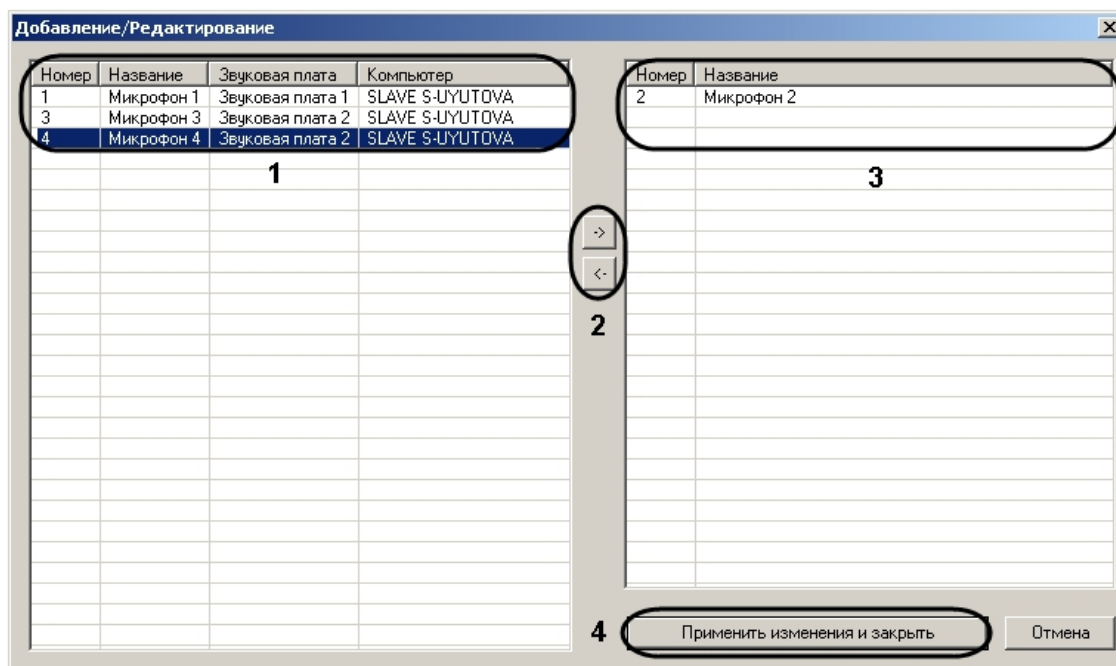 Добавление/Редактирование
Номер Название Звуковая плата Компьютер
1 Микрофон 1 Звуковая плата 1 SLAVE S-UYUTOVA
3 Микрофон 3 Звуковая плата 2 SLAVE S-UYUTOVA
4 Микрофон 4 Звуковая плата 2 SLAVE S-UYUTOVA
1
->
<-
2
Номер Название
2 Микрофон 2
3
4
Применить изменения и закрыть
Отмена